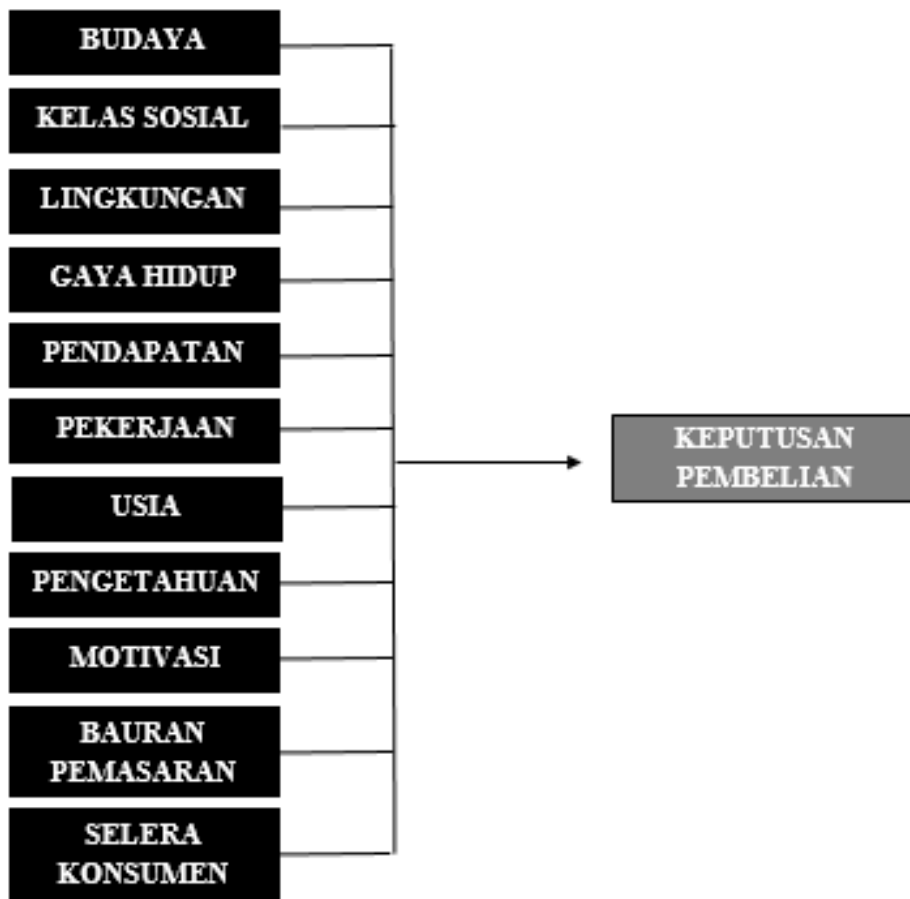 BUDAYA
KELAS SOSIAL
LINGKUNGAN
GAYA HIDUP
PENDAPATAN
PEKERJAAN
USIA
PENGETAHUAN
MOTIVASI
BAURAN
PEMASARAN
SELERA
KONSUMEN
KEPUTUSAN
PEMBELIAN